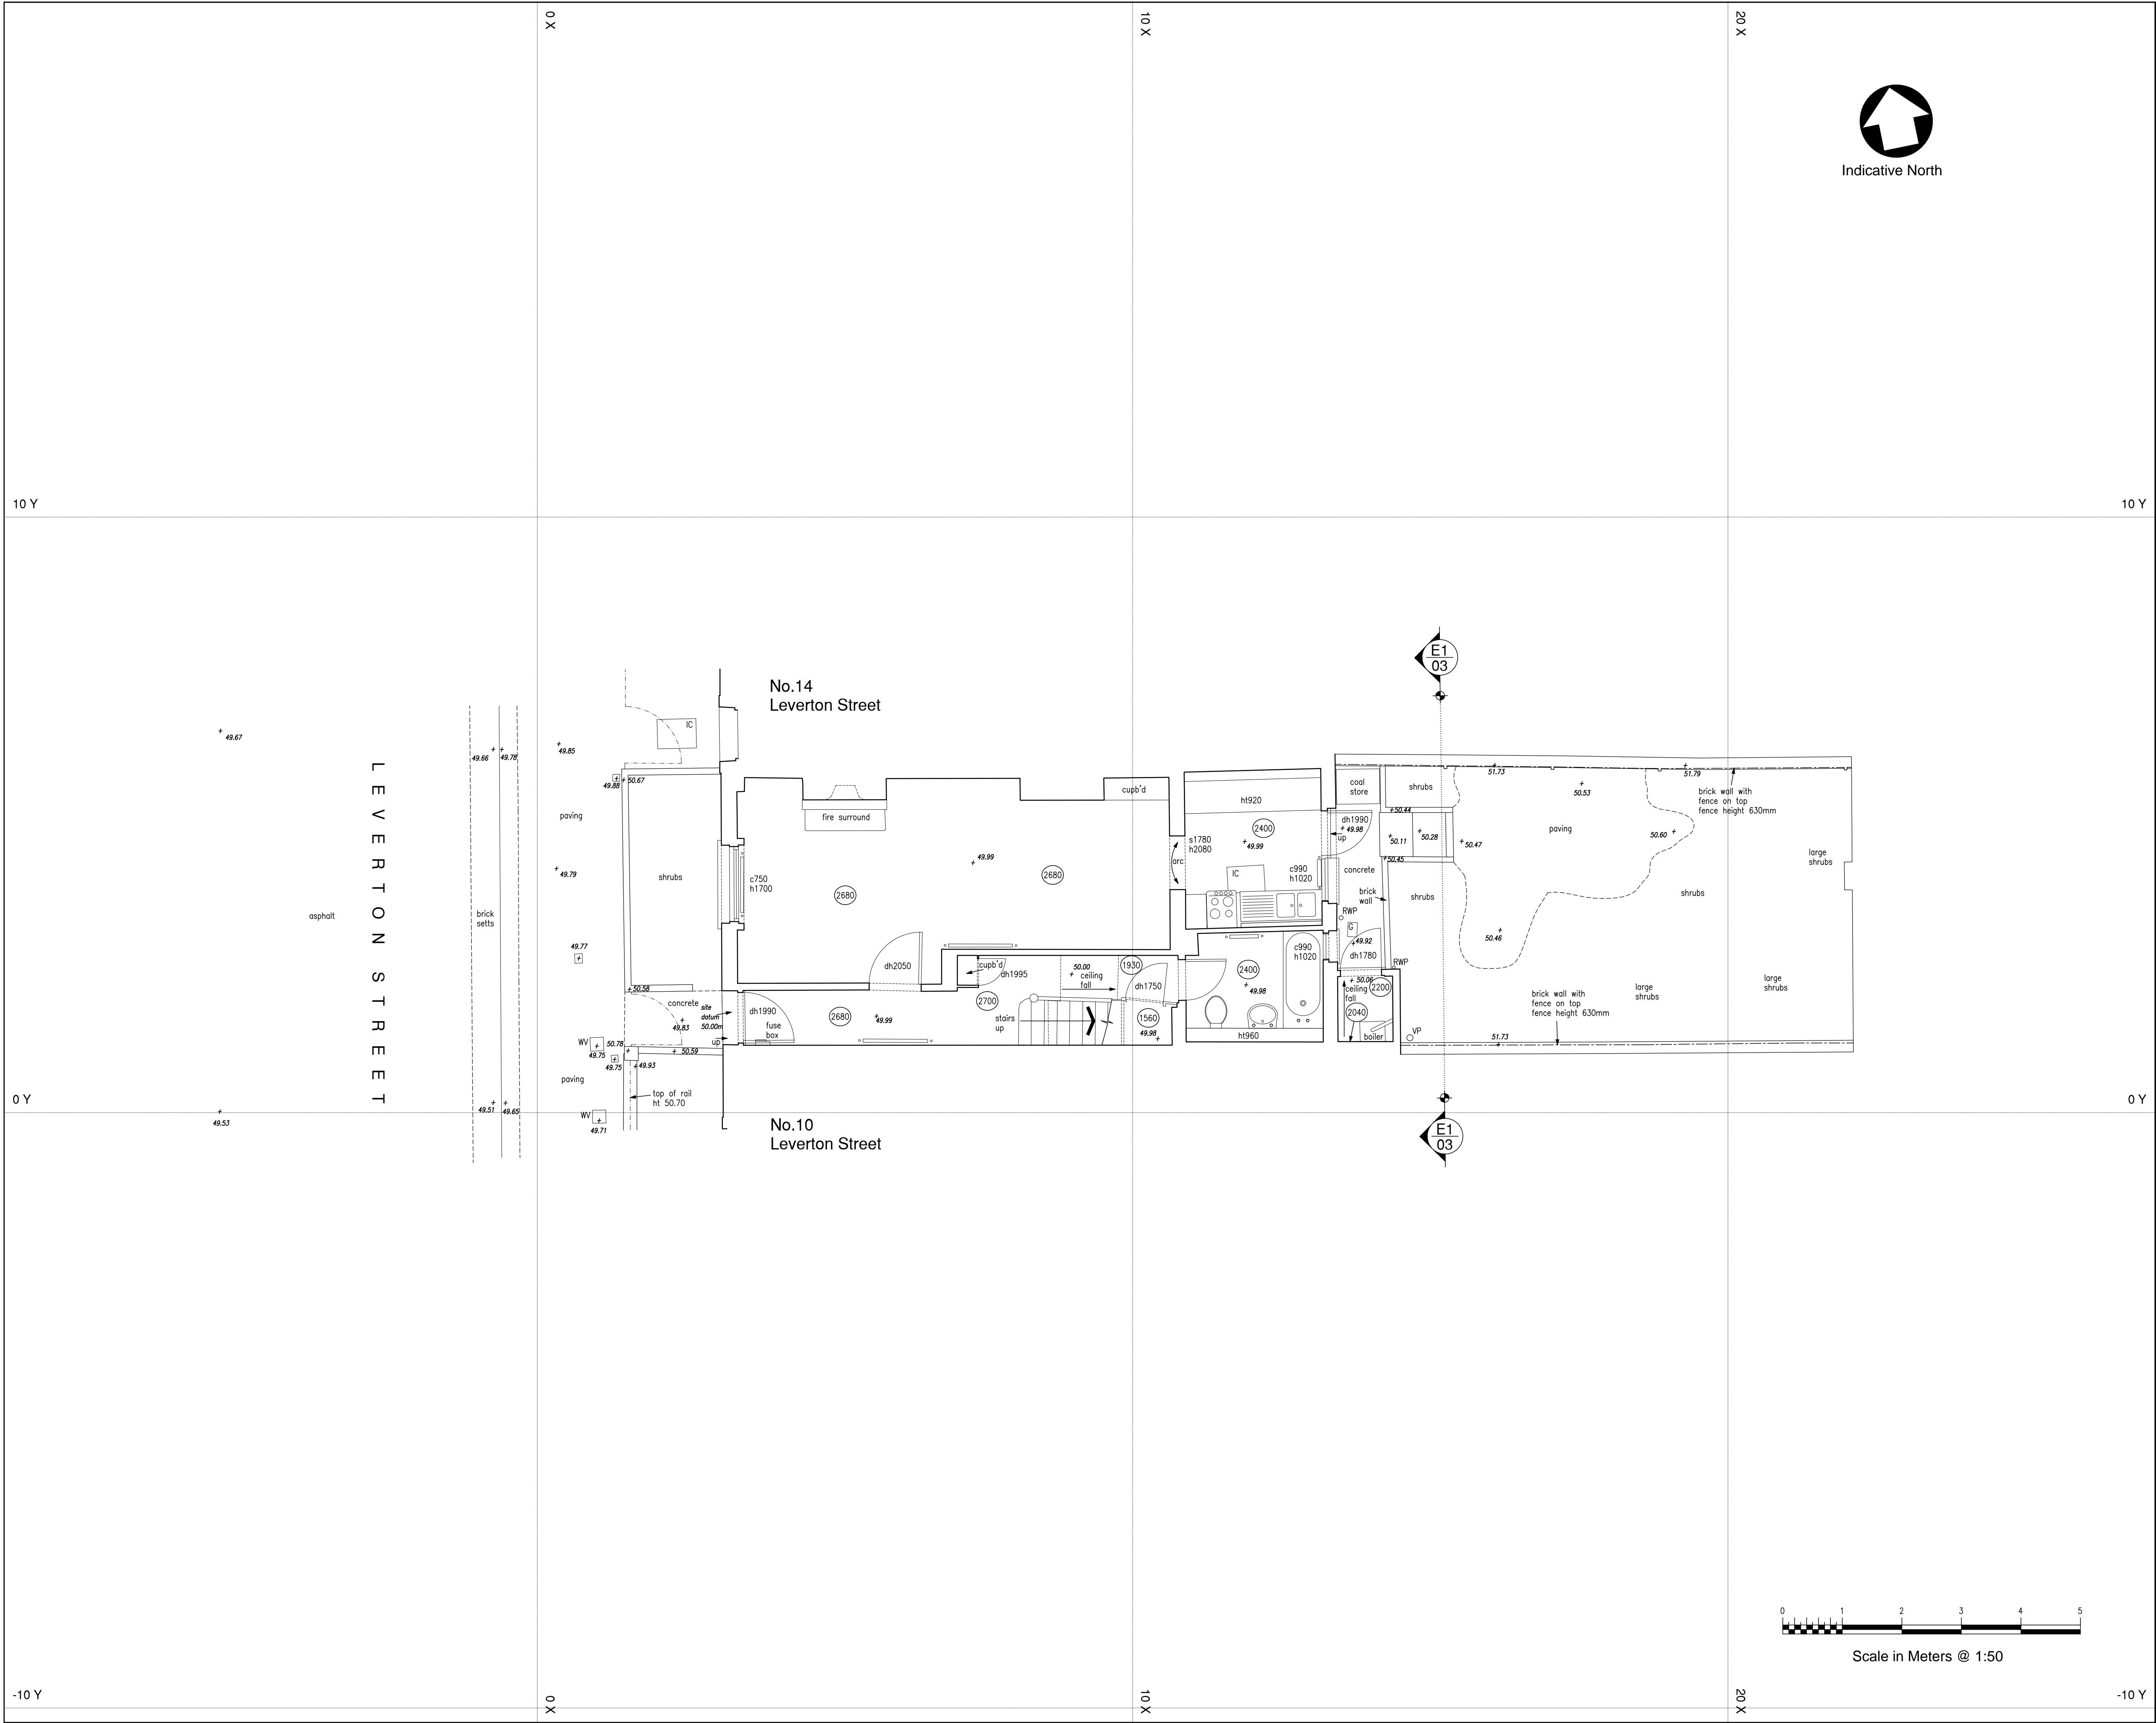 0 X
10 X
20 X
Indicative North
10 Y
10 Y
E1
03
No.14
Leverton Street
IC
49.67
49.66
49.78
49.85
49.88
50.67
LEVERTON STREET
asphalt
brick
setts
paving
49.79
49.77
shrubs
c750
h1700
fire surround
cupb'd
2680
49.99
2680
s1780
h2080
arc
ht920
2400
49.99
IC
c990
h1020
coal
store
dh1990
49.98
up
concrete
brick
wall
RWP
G
49.92
dh1780
RWP
shrubs
50.44
50.11
50.28
50.45
50.47
shrubs
51.73
50.53
51.79
brick wall with
fence on top
fence height 630mm
paving
50.60
large
shrubs
shrubs
50.46
large
shrubs
large
shrubs
brick wall with
fence on top
fence height 630mm
51.73
VP
50.58
concrete
site
datum
50.00m
49.83
up
dh1990
fuse
box
2680
49.99
dh2050
cupb'd
dh1995
2700
50.00
ceiling
fall
1930
dh1750
stairs
up
1560
49.98
2400
49.98
c990
h1020
ht960
50.06
ceiling
fall
2200
2040
boiler
WV
49.75
50.78
49.75
50.59
49.93
paving
top of rail
ht 50.70
WV
49.71
49.51
49.65
49.53
0 Y
0 Y
No.10
Leverton Street
E1
03
0 1 2 3 4 5
Scale in Meters @ 1:50
-10 Y
-10 Y
0 X
10 X
20 X